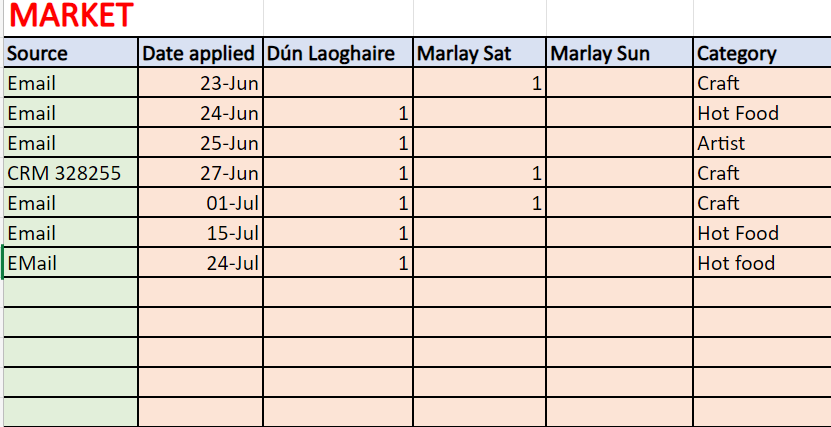 MARKET
Source Date applied Dún Laoghaire Marlay Sat Marlay Sun Category
Email 23-Jun 1 Craft
Email 24-Jun 1 Hot Food
Email 25-Jun 1 Artist
CRM 328255 27-Jun 1 1 Craft
Email 01-Jul 1 1 Craft
Email 15-Jul 1 Hot Food
EMail 24-Jul 1 Hot food